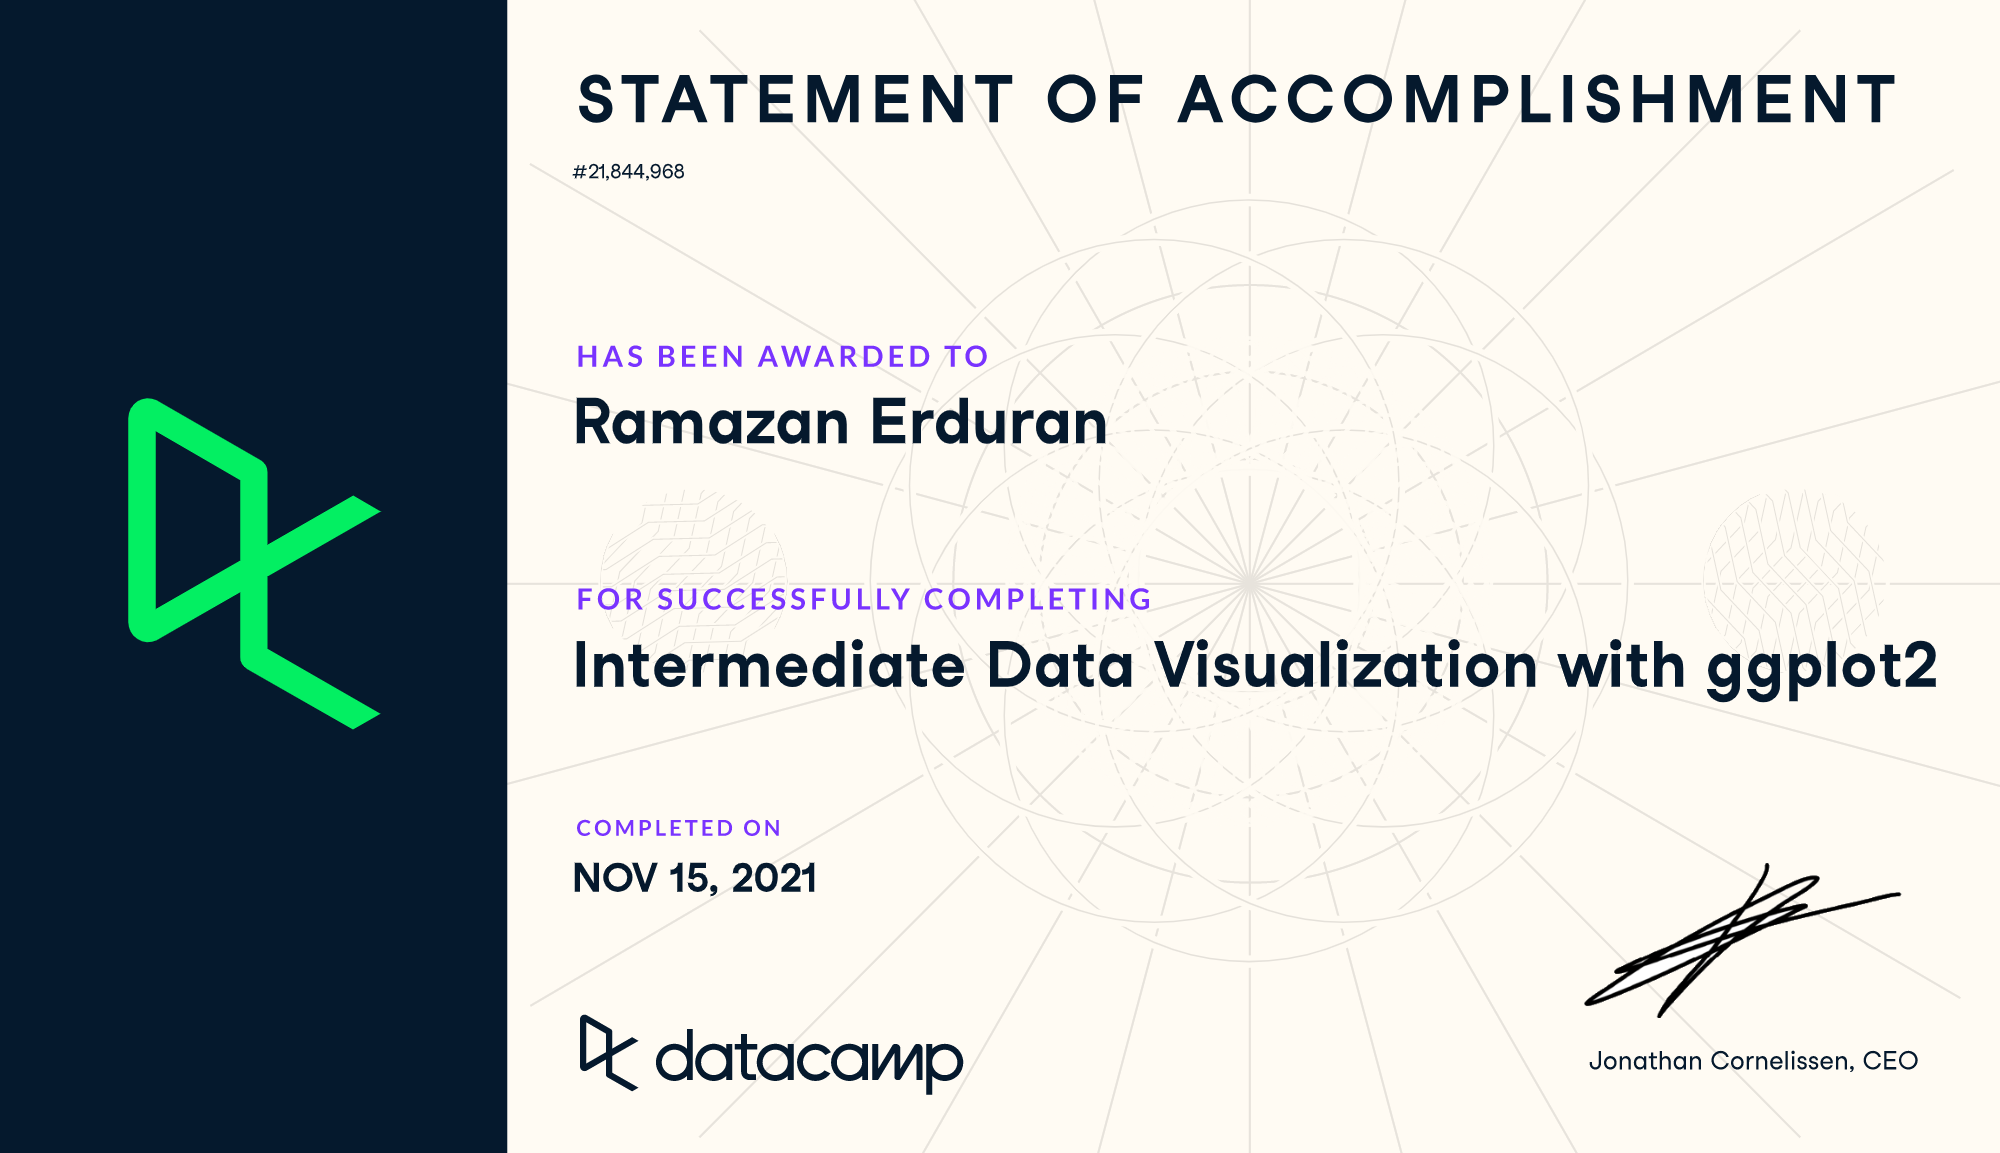 STATEMENT OF ACCOMPLISHMENT
#21,844,968
HAS BEEN AWARDED TO
Ramazan Erduran
FOR SUCCESSFULLY COMPLETING
Intermediate Data Visualization with ggplot2
COMPLETED ON
NOV 15, 2021
datacamp
Jonathan Cornelissen, CEO